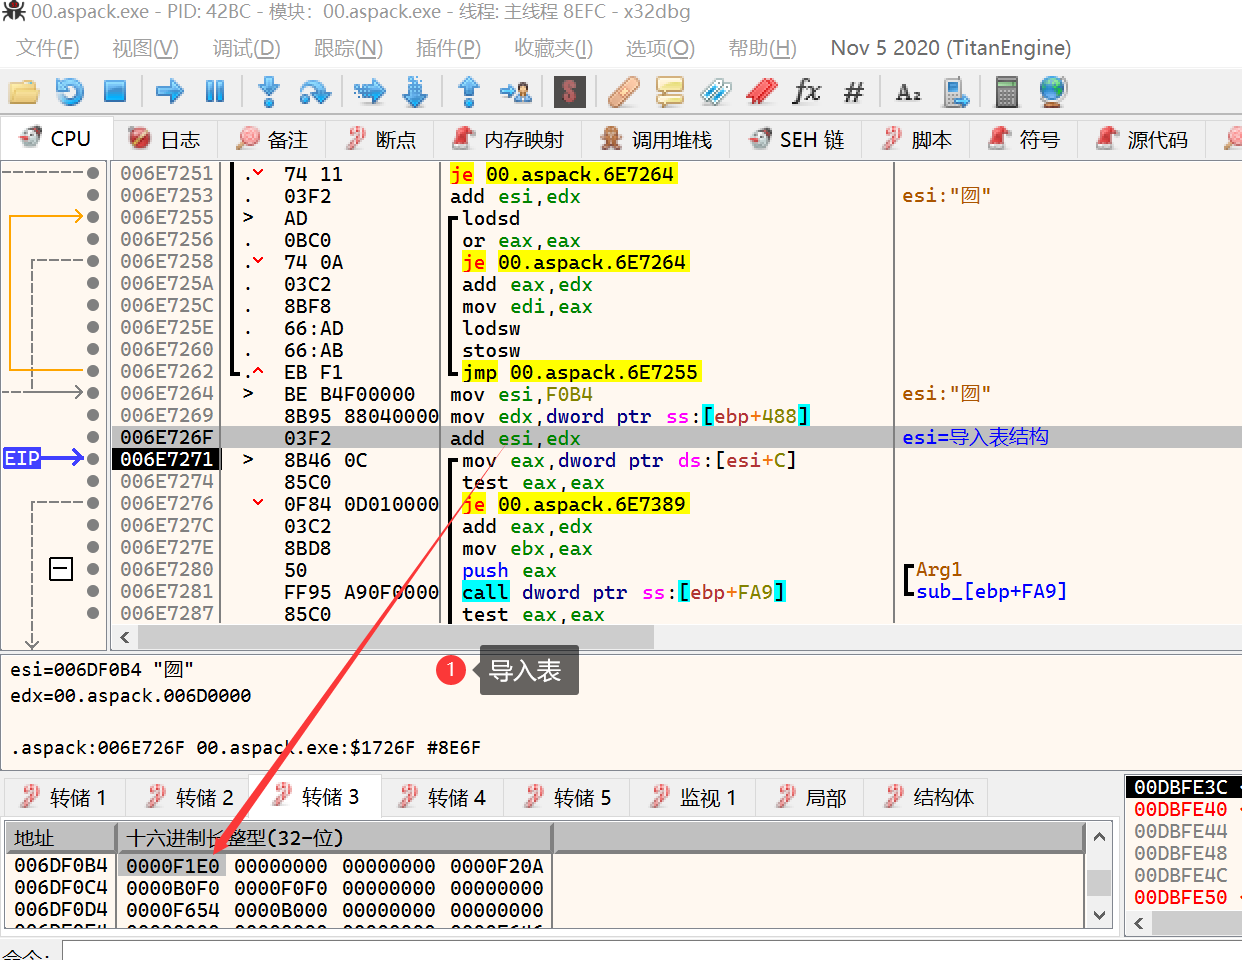 00.aspack.exe - PID: 42BC - 模块: 00.aspack.exe - 线程: 主线程 8EFC - x32dbg
文件(F) 视图(V) 调试(D) 跟踪(N) 插件(P) 收藏夹(I) 选项(O) 帮助(H) Nov 5 2020 (TitanEngine)
CPU 日志 备注 断点 内存映射 调用堆栈 SEH 链 脚本 符号 源代码
006E7251 . 74 11 je 00.aspack.6E7264
006E7253 . 03F2 add esi,edx esi:"囫"
006E7255 > AD lodsd
006E7256 . 0BC0 or eax,eax
006E7258 . 74 0A je 00.aspack.6E7264
006E725A . 03C2 add eax,edx
006E725C . 8BF8 mov edi,eax
006E725E . 66:AD lodsw
006E7260 . 66:AB stosw
006E7262 . EB F1 jmp 00.aspack.6E7255
006E7264 > BE B4F00000 mov esi,F0B4 esi:"囫"
006E7269 8B95 88040000 mov edx,dword ptr ss:[ebp+488]
006E726F 03F2 add esi,edx esi=导入表结构
EIP 006E7271 > 8B46 0C mov eax,dword ptr ds:[esi+C]
006E7274 85C0 test eax,eax
006E7276 0F84 0D010000 je 00.aspack.6E7389
006E727C 03C2 add eax,edx
006E727E 8BD8 mov ebx,eax
006E7280 50 push eax Arg1
006E7281 FF95 A90F0000 call dword ptr ss:[ebp+FA9] sub_[ebp+FA9]
006E7287 85C0 test eax,eax
esi=006DF0B4 "囫"
1 导入表
edx=00.aspack.006D0000
.aspack:006E726F 00.aspack.exe:$1726F #8E6F
转储 1 转储 2 转储 3 转储 4 转储 5 监视 1 局部 结构体
地址 十六进制长整型(32-位)
006DF0B4 0000F1E0 00000000 00000000 0000F20A
006DF0C4 0000B0F0 0000F0F0 00000000 00000000
006DF0D4 0000F654 0000B000 00000000 00000000
00DBFE3C
00DBFE40
00DBFE44
00DBFE48
00DBFE4C
00DBFE50
命令: